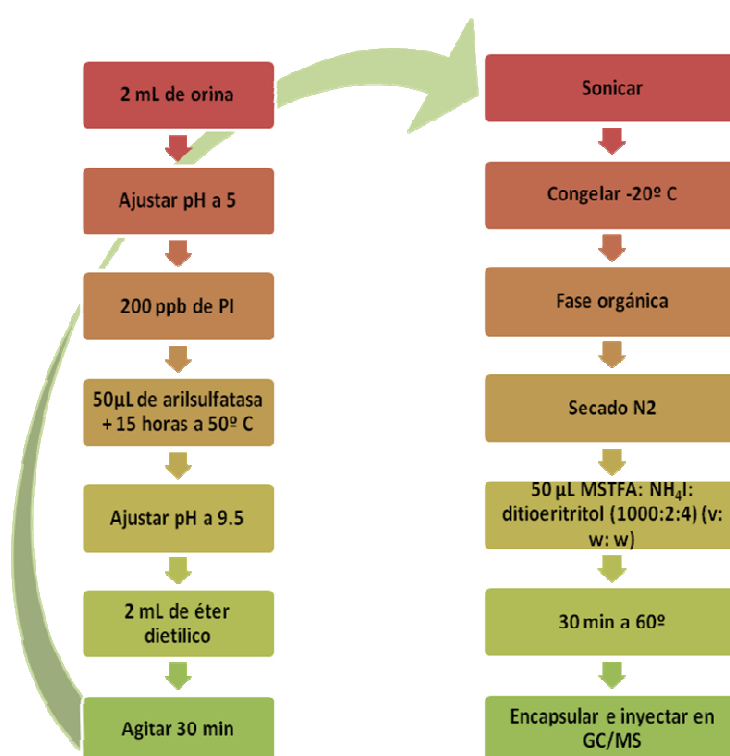 2 mL de orina
Ajustar pH a 5
200 ppb de PI
50µL de arilsulfatasa
+ 15 horas a 50º C
Ajustar pH a 9.5
2 mL de éter
dietílico
Agitar 30 min
Sonicar
Congelar -20º C
Fase orgánica
Secado N2
50 µL MSTFA: NH₄I:
ditioeritritol (1000:2:4) (v:
w: w)
30 min a 60º
Encapsular e inyectar en
GC/MS